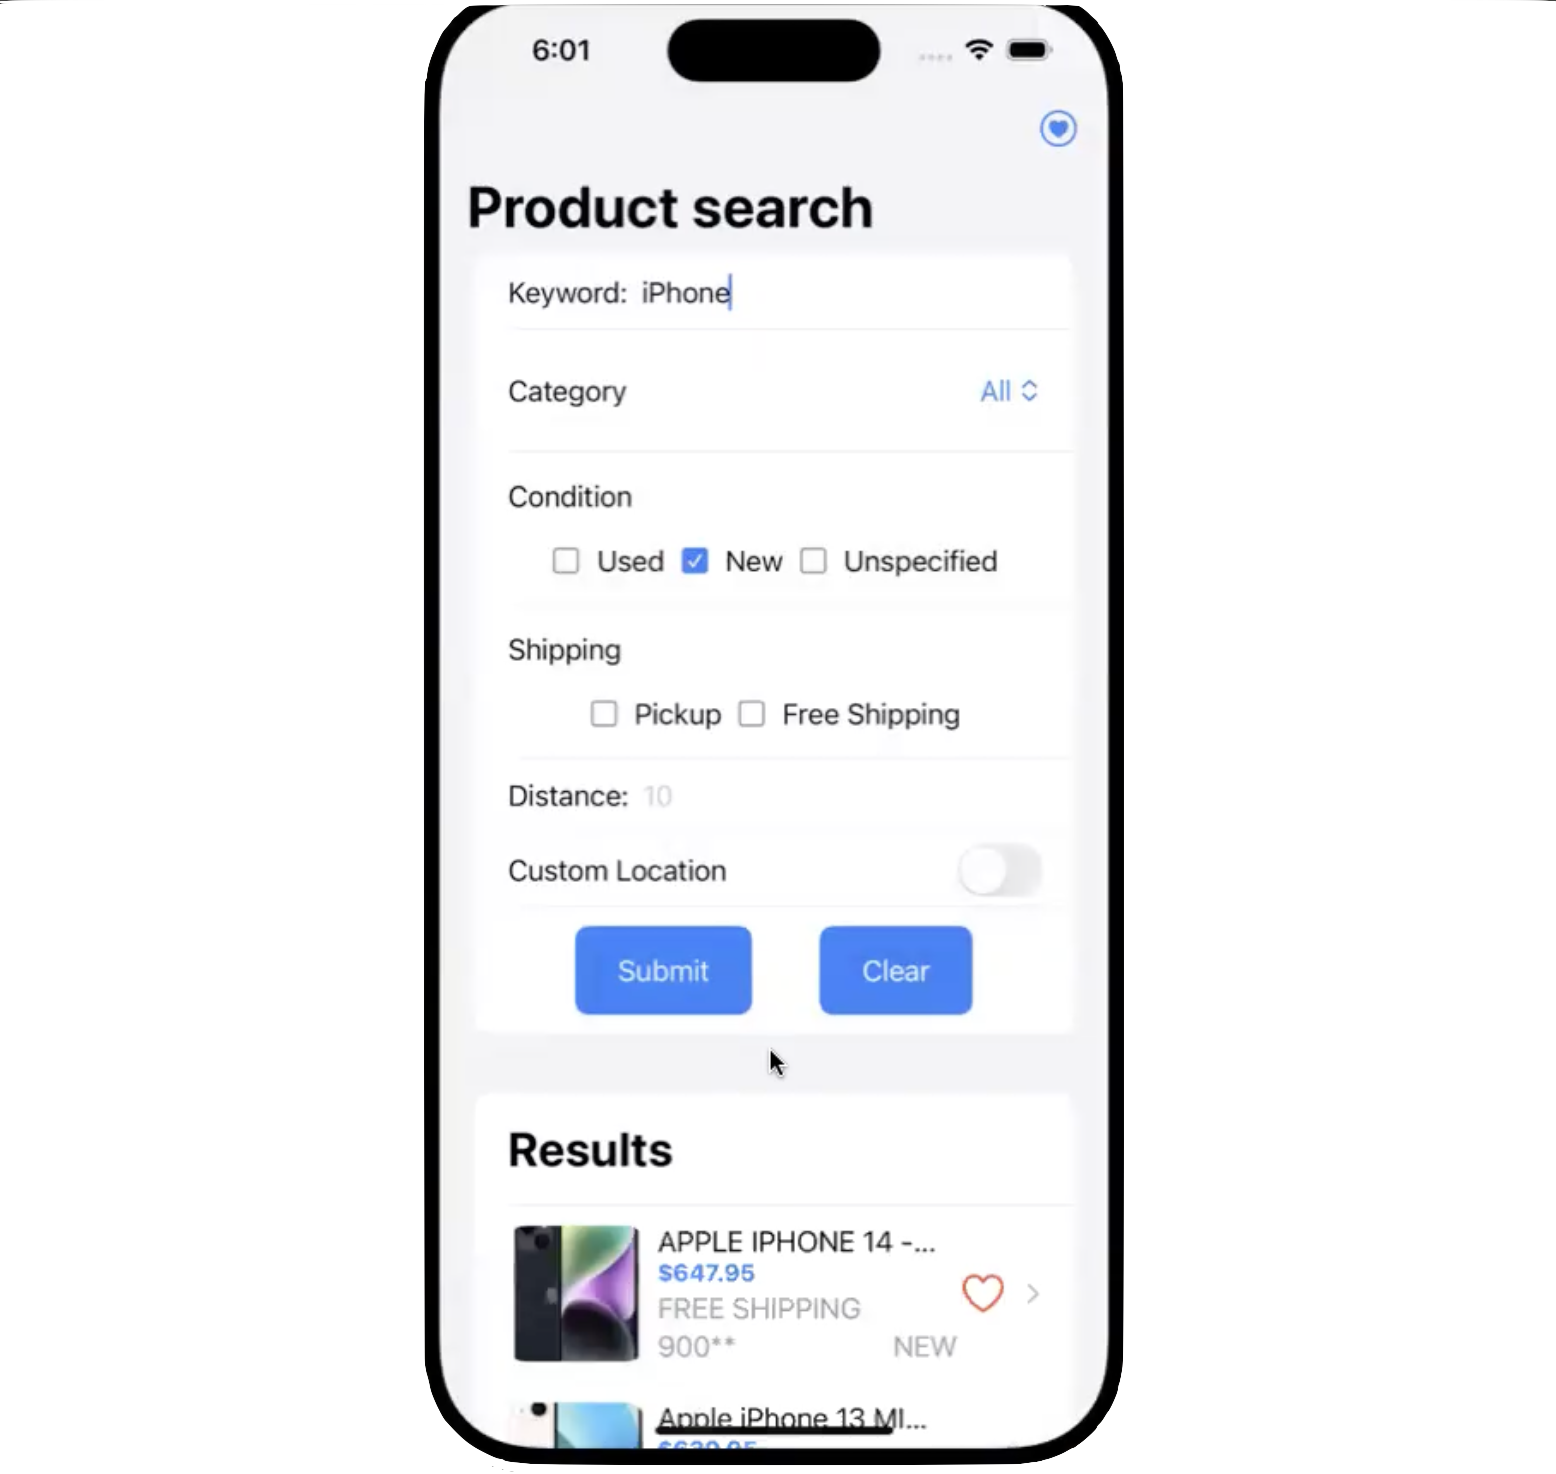 6:01
Product search
Keyword: iPhone
Category All
Condition
Used New Unspecified
Shipping
Pickup Free Shipping
Distance: 10
Custom Location
Submit Clear
Results
APPLE IPHONE 14 -...
$647.95
FREE SHIPPING
900** NEW
Apple iPhone 13 MI...